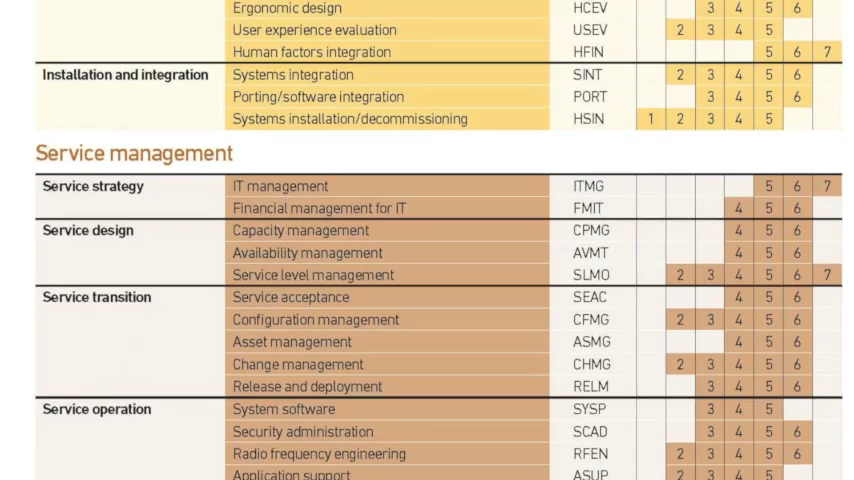 Ergonomic design HCEV 3 4 5 6
User experience evaluation USEV 2 3 4 5
Human factors integration HFIN 5 6 7
Installation and integration Systems integration SINT 2 3 4 5 6
Porting/software integration PORT 3 4 5 6
Systems installation/decommissioning HSIN 1 2 3 4 5
Service management
Service strategy IT management ITMG 5 6 7
Financial management for IT FMIT 4 5 6
Service design Capacity management CPMG 4 5 6
Availability management AVMT 4 5 6
Service level management SLMO 2 3 4 5 6 7
Service transition Service acceptance SEAC 4 5 6
Configuration management CFMG 2 3 4 5 6
Asset management ASMG 4 5 6
Change management CHMG 2 3 4 5 6
Release and deployment RELM 3 4 5 6
Service operation System software SYSP 3 4 5
Security administration SCAD 3 4 5 6
Radio frequency engineering RFEN 2 3 4 5 6
Application support ASUP 2 3 4 5